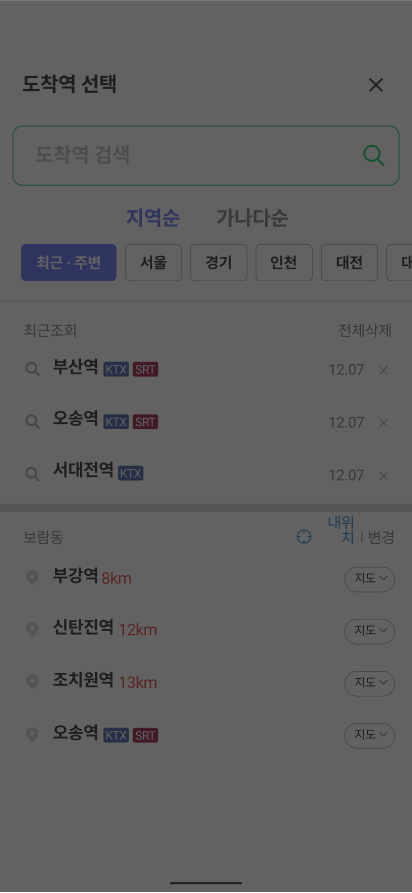 도착역 선택
도착역 검색
지역순 가나다순
최근 · 주변 서울 경기 인천 대전
최근조회 전체삭제
부산역 KTX SRT 12.07
오송역 KTX SRT 12.07
서대전역 KTX 12.07
보람동 내위치 | 변경
부강역 8km 지도
신탄진역 12km 지도
조치원역 13km 지도
오송역 KTX SRT 지도